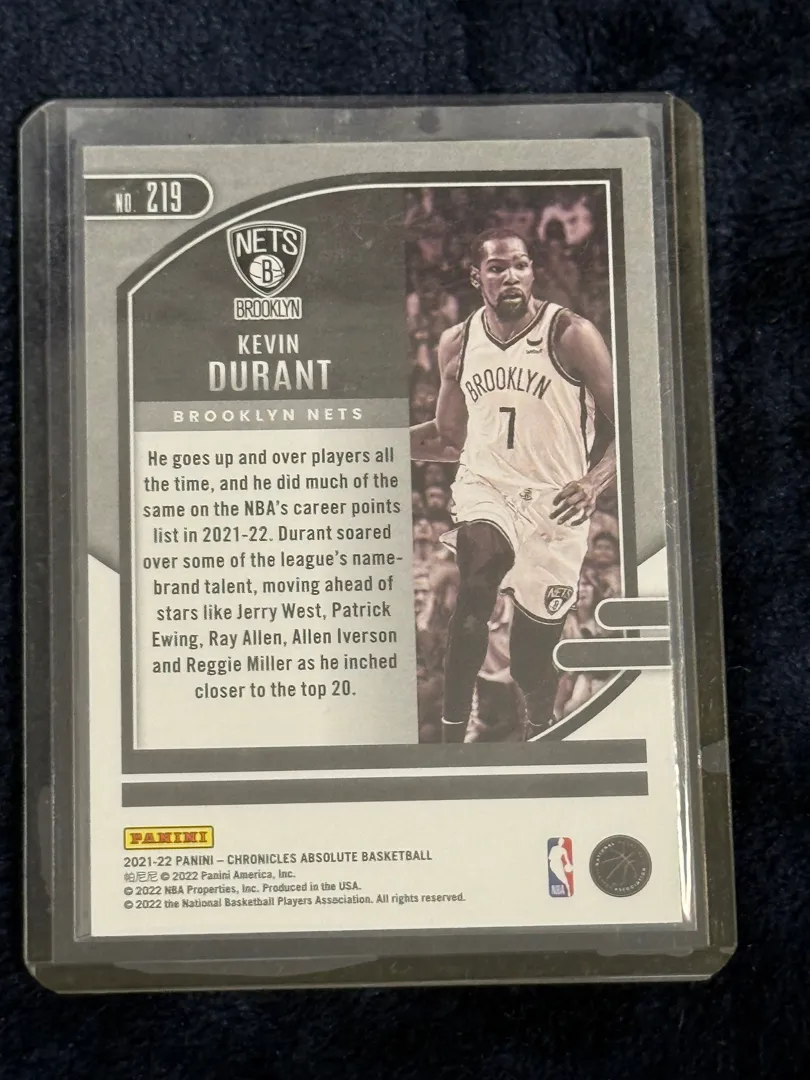 NO. 219
NETS
B
BROOKLYN
KEVIN
DURANT
BROOKLYN NETS
He goes up and over players all
the time, and he did much of the
same on the NBA's career points
list in 2021-22. Durant soared
over some of the league's name-
brand talent, moving ahead of
stars like Jerry West, Patrick
Ewing, Ray Allen, Allen Iverson
and Reggie Miller as he inched
closer to the top 20.
BROOKLYN
7
NETS
PANINI
2021-22 PANINI – CHRONICLES ABSOLUTE BASKETBALL
帕尼尼 © 2022 Panini America, Inc.
© 2022 NBA Properties, Inc. Produced in the USA.
© 2022 the National Basketball Players Association. All rights reserved.
NBA